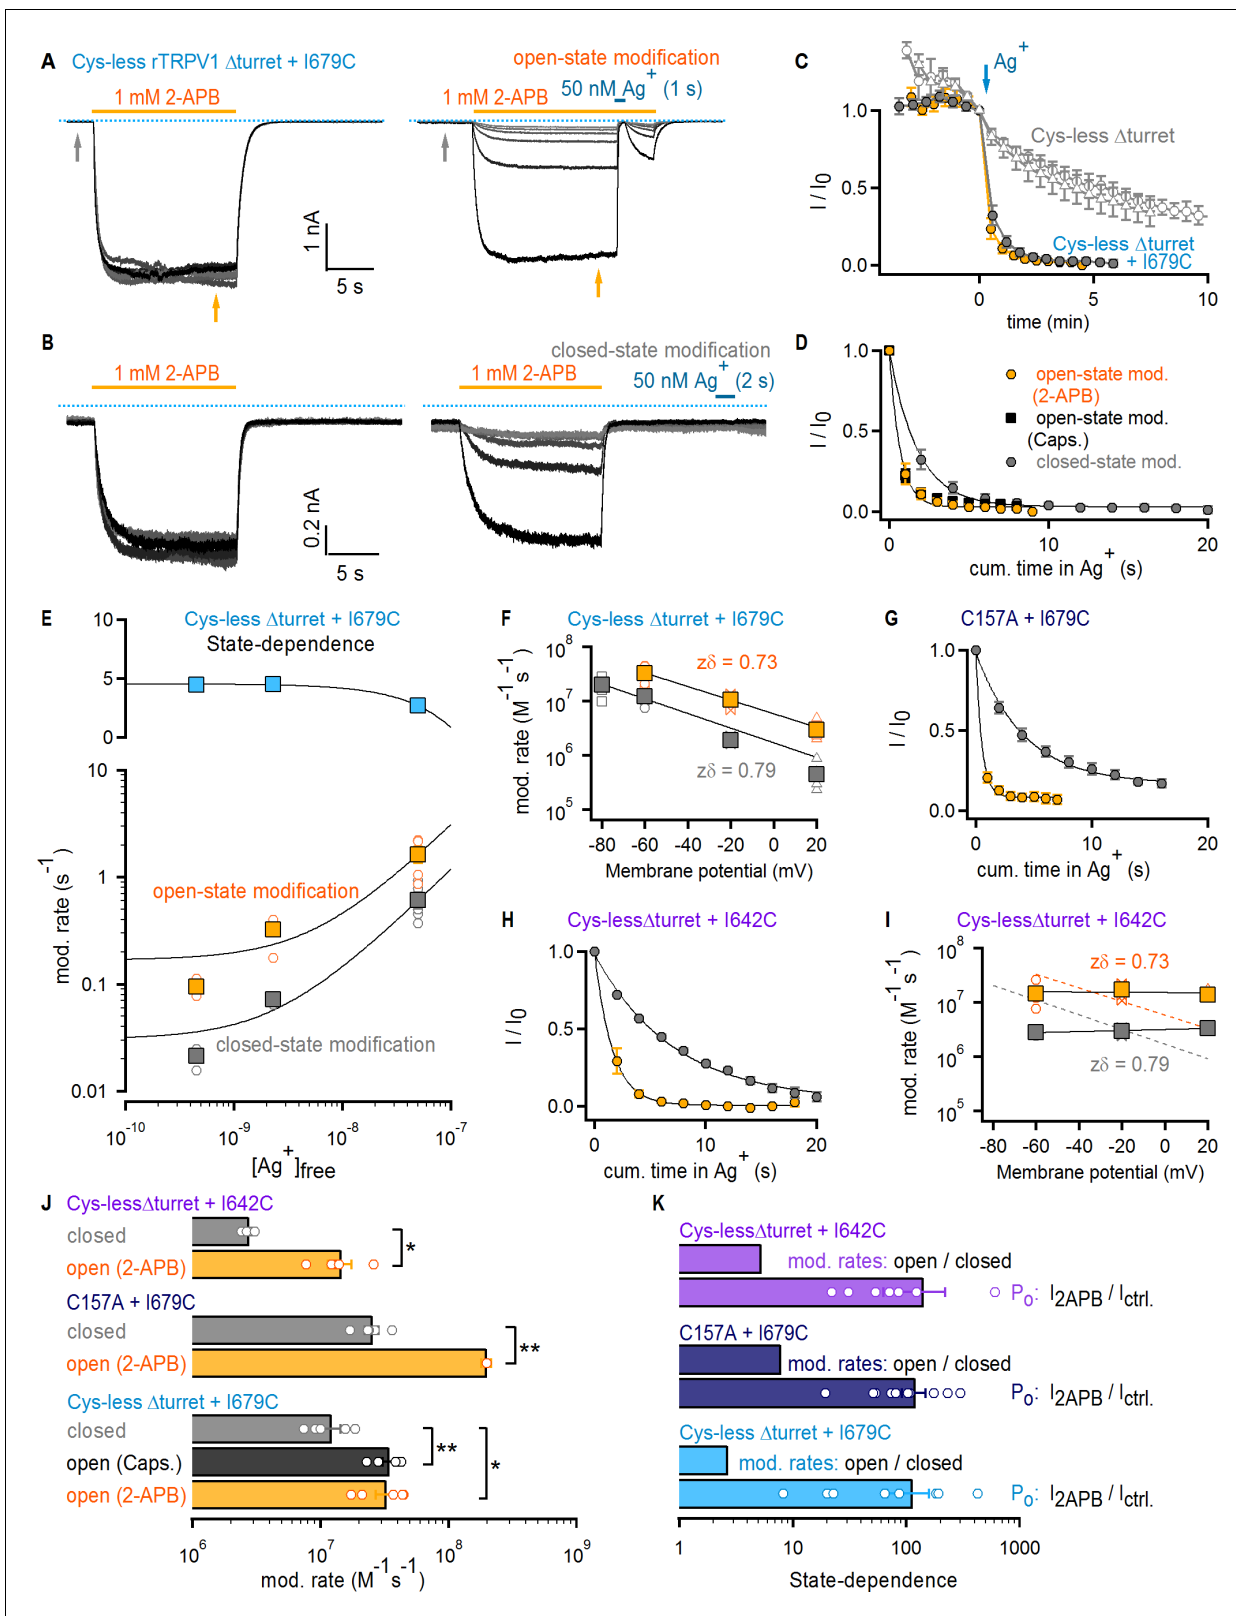 A Cys-less rTRPV1 Δturret + I679C
1 mM 2-APB
open-state modification
50 nM Ag+ (1 s)
1 mM 2-APB
1 nA
5 s
B
closed-state modification
1 mM 2-APB
1 mM 2-APB
50 nM Ag+ (2 s)
0.2 nA
5 s
C
Ag+
1.0
0.5
0.0
I / I0
Cys-less Δturret
Cys-less Δturret
+ I679C
0
5
10
time (min)
D
1.0
0.5
0.0
I / I0
open-state mod.
(2-APB)
open-state mod.
(Caps.)
closed-state mod.
0
10
20
cum. time in Ag+ (s)
E
Cys-less Δturret + I679C
State-dependence
10
5
0
10
1
0.1
0.01
mod. rate (s-1)
open-state modification
closed-state modification
10-10
10-9
10-8
10-7
[Ag+]free
F
Cys-less Δturret + I679C
108
107
106
105
mod. rate (M-1s-1)
zδ = 0.73
zδ = 0.79
-80 -60 -40 -20 0 20
Membrane potential (mV)
G
C157A + I679C
1.0
0.5
0.0
I / I0
0
10
20
cum. time in Ag+ (s)
H
Cys-lessΔturret + I642C
1.0
0.5
0.0
I / I0
0
10
20
cum. time in Ag+ (s)
I
Cys-lessΔturret + I642C
108
107
106
105
mod. rate (M-1s-1)
zδ = 0.73
zδ = 0.79
-80 -60 -40 -20 0 20
Membrane potential (mV)
J Cys-lessΔturret + I642C
closed
open (2-APB)
*
C157A + I679C
closed
open (2-APB)
**
Cys-less Δturret + I679C
closed
open (Caps.)
open (2-APB)
**
*
106
107
108
109
mod. rate (M-1s-1)
K
Cys-lessΔturret + I642C
mod. rates: open / closed
Po: I2APB / Ictrl.
C157A + I679C
mod. rates: open / closed
Po: I2APB / Ictrl.
Cys-less Δturret + I679C
mod. rates: open / closed
Po: I2APB / Ictrl.
1
10
100
1000
State-dependence